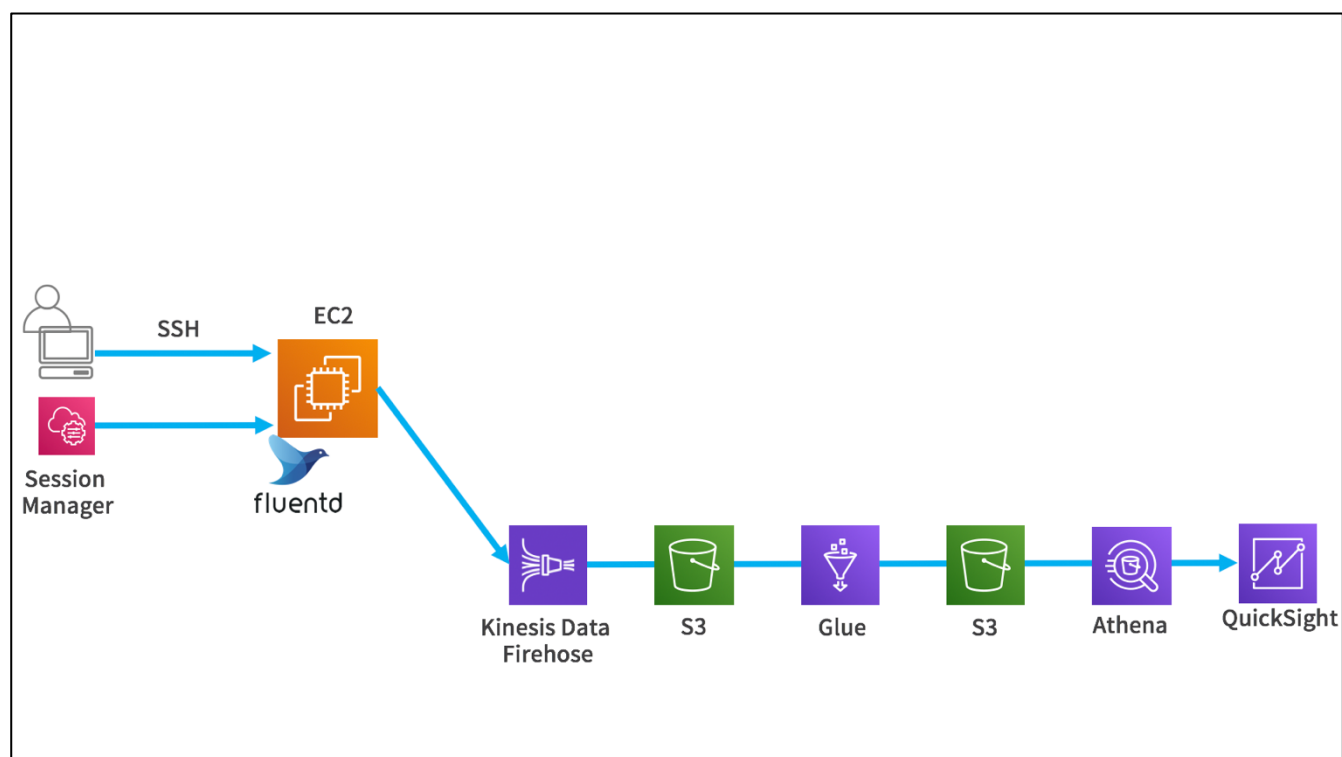 SSH
EC2
Session
Manager
fluentd
Kinesis Data
Firehose
S3
Glue
S3
Athena
QuickSight